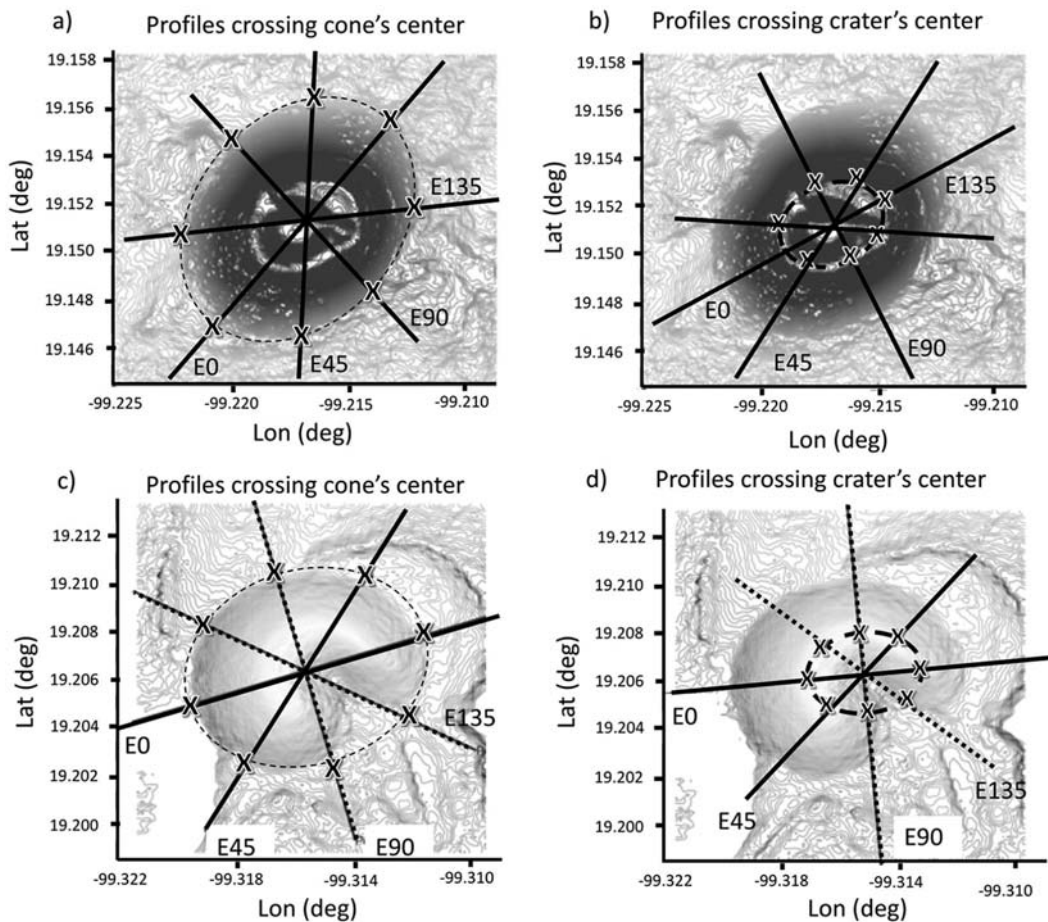 a) Profiles crossing cone's center
19.158
19.156
19.154
19.152
19.150
19.148
19.146
Lat (deg)
E135
E90
E45
E0
-99.225 -99.220 -99.215 -99.210
Lon (deg)
b) Profiles crossing crater's center
19.158
19.156
19.154
19.152
19.150
19.148
19.146
Lat (deg)
E135
E0
E90
E45
-99.225 -99.220 -99.215 -99.210
Lon (deg)
c) Profiles crossing cone's center
19.212
19.210
19.208
19.206
19.204
19.202
19.200
Lat (deg)
E135
E0
E45 E90
-99.322 -99.318 -99.314 -99.310
Lon (deg)
d) Profiles crossing crater's center
19.212
19.210
19.208
19.206
19.204
19.202
19.200
Lat (deg)
E0
E135
E45
E90
-99.322 -99.318 -99.314 -99.310
Lon (deg)